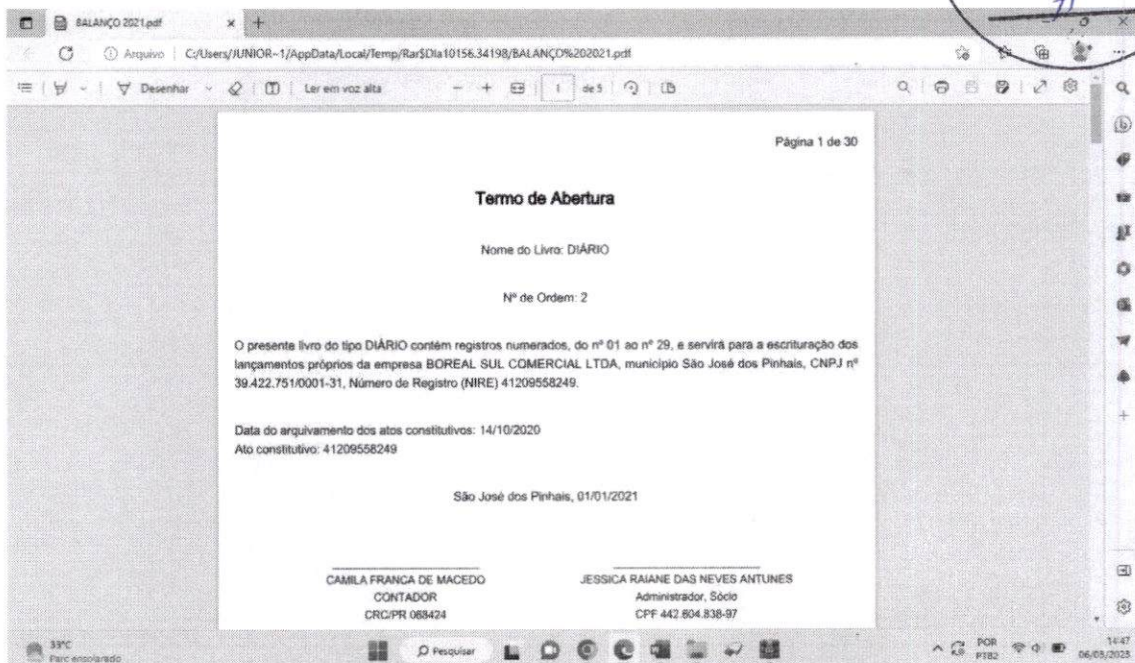 BALANÇO 2021.pdf
Arquivo C:/Users/JUNIOR~1/AppData/Local/Temp/Rar$DIa10156.34198/BALANÇO%202021.pdf
Desenhar Ler em voz alta 1 de 5
Página 1 de 30
Termo de Abertura
Nome do Livro: DIÁRIO
Nº de Ordem: 2
O presente livro do tipo DIÁRIO contém registros numerados, do nº 01 ao nº 29, e servirá para a escrituração dos
lançamentos próprios da empresa BOREAL SUL COMERCIAL LTDA, município São José dos Pinhais, CNPJ nº
39.422.751/0001-31, Número de Registro (NIRE) 41209558249.
Data do arquivamento dos atos constitutivos: 14/10/2020
Ato constitutivo: 41209558249
São José dos Pinhais, 01/01/2021
CAMILA FRANCA DE MACEDO
CONTADOR
CRC/PR 068424
JESSICA RAIANE DAS NEVES ANTUNES
Administrador, Sócio
CPF 442.604.838-97
33°C
Parc ensolarado
Pesquisar
POR
PTB2
14:47
06/03/2023